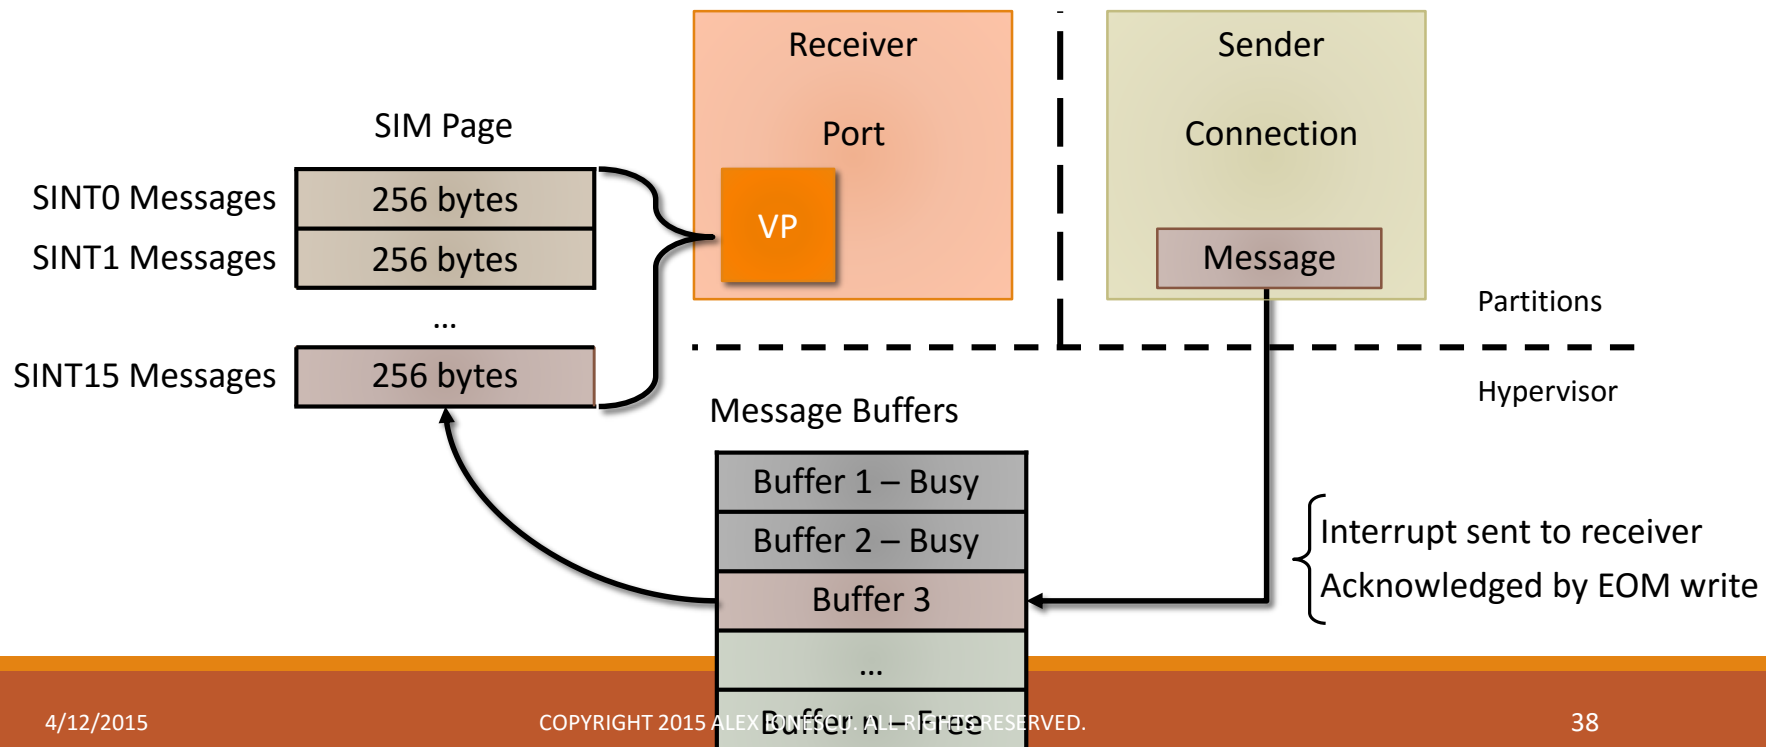 Receiver
Port
VP
Sender
Connection
Message
SIM Page
SINT0 Messages
256 bytes
SINT1 Messages
256 bytes
...
SINT15 Messages
256 bytes
Partitions
Hypervisor
Message Buffers
Buffer 1 – Busy
Buffer 2 – Busy
Buffer 3
...
Buffer n – Free
Interrupt sent to receiver
Acknowledged by EOM write
4/12/2015
COPYRIGHT 2015 ALEX IONESCU. ALL RIGHTS RESERVED.
38